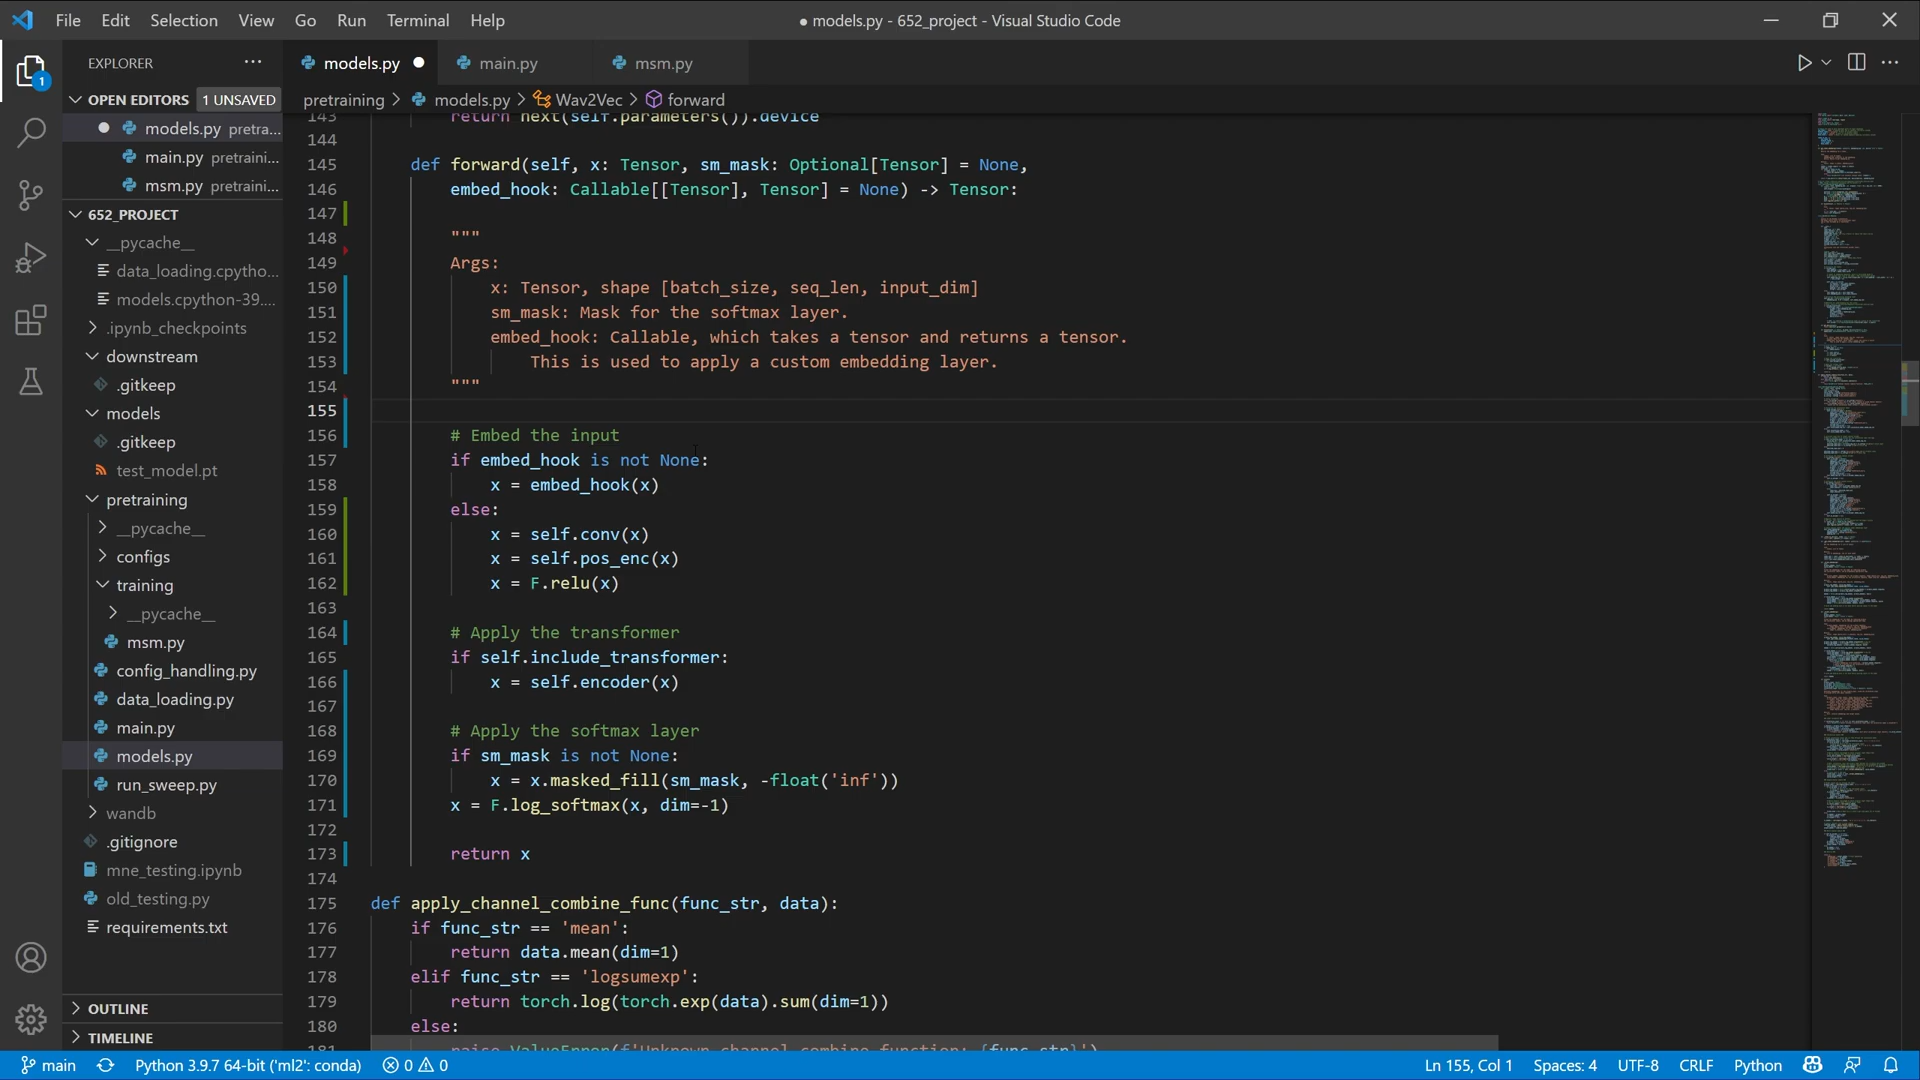 File Edit Selection View Go Run Terminal Help
● models.py - 652_project - Visual Studio Code
1
EXPLORER
OPEN EDITORS 1 UNSAVED
models.py pretra...
main.py pretraini...
msm.py pretraini...
652_PROJECT
__pycache__
data_loading.cpytho...
models.cpython-39....
.ipynb_checkpoints
downstream
.gitkeep
models
.gitkeep
test_model.pt
pretraining
__pycache__
configs
training
__pycache__
msm.py
config_handling.py
data_loading.py
main.py
models.py
run_sweep.py
wandb
.gitignore
mne_testing.ipynb
old_testing.py
requirements.txt
OUTLINE
TIMELINE
models.py ● main.py msm.py
pretraining > models.py > Wav2Vec > forward
143 return next(self.parameters()).device
144
145 def forward(self, x: Tensor, sm_mask: Optional[Tensor] = None,
146 embed_hook: Callable[[Tensor], Tensor] = None) -> Tensor:
147
148 """
149 Args:
150 x: Tensor, shape [batch_size, seq_len, input_dim]
151 sm_mask: Mask for the softmax layer.
152 embed_hook: Callable, which takes a tensor and returns a tensor.
153 This is used to apply a custom embedding layer.
154 """
155
156 # Embed the input
157 if embed_hook is not None:
158 x = embed_hook(x)
159 else:
160 x = self.conv(x)
161 x = self.pos_enc(x)
162 x = F.relu(x)
163
164 # Apply the transformer
165 if self.include_transformer:
166 x = self.encoder(x)
167
168 # Apply the softmax layer
169 if sm_mask is not None:
170 x = x.masked_fill(sm_mask, -float('inf'))
171 x = F.log_softmax(x, dim=-1)
172
173 return x
174
175 def apply_channel_combine_func(func_str, data):
176 if func_str == 'mean':
177 return data.mean(dim=1)
178 elif func_str == 'logsumexp':
179 return torch.log(torch.exp(data).sum(dim=1))
180 else:
181 raise ValueError(f'Unknown channel combine function: {func_str}')
main Python 3.9.7 64-bit ('ml2': conda) 0 0
Ln 155, Col 1 Spaces: 4 UTF-8 CRLF Python